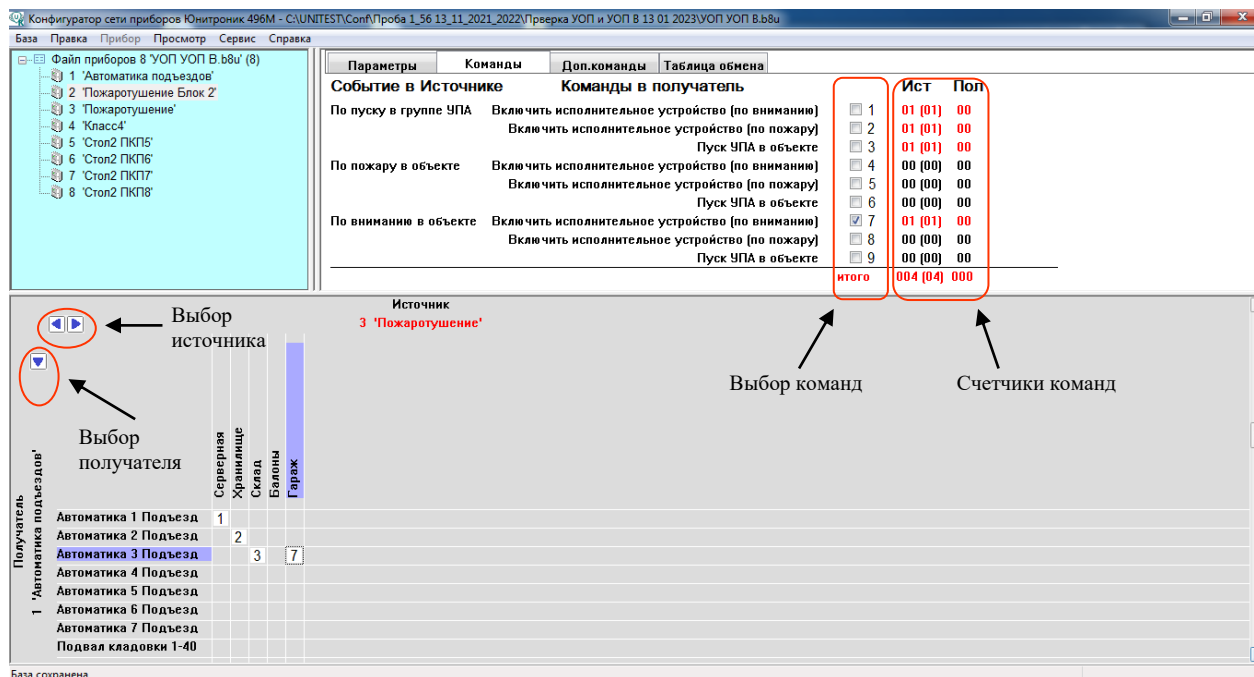 Конфигуратор сети приборов Юнитроник 496М - C:\UNITEST\Conf\Проба 1_56 13_11_2021_2022\Прверка УОП и УОП В 13 01 2023\УОП УОП В.b8u
База Правка Прибор Просмотр Сервис Справка
Файл приборов 8 'УОП УОП В.b8u' (8)
1 'Автоматика подъездов'
2 'Пожаротушение Блок 2'
3 'Пожаротушение'
4 'Класс4'
5 'Стол2 ПКП5'
6 'Стол2 ПКП6'
7 'Стол2 ПКП7'
8 'Стол2 ПКП8'
Параметры Команды Доп.команды Таблица обмена
Событие в Источнике Команды в получатель Ист Пол
По пуску в группе УПА Включить исполнительное устройство (по вниманию) 1 01 (01) 00
Включить исполнительное устройство (по пожару) 2 01 (01) 00
Пуск УПА в объекте 3 01 (01) 00
По пожару в объекте Включить исполнительное устройство (по вниманию) 4 00 (00) 00
Включить исполнительное устройство (по пожару) 5 00 (00) 00
Пуск УПА в объекте 6 00 (00) 00
По вниманию в объекте Включить исполнительное устройство (по вниманию) 7 01 (01) 00
Включить исполнительное устройство (по пожару) 8 00 (00) 00
Пуск УПА в объекте 9 00 (00) 00
итого 004 (04) 000
Источник
3 'Пожаротушение'
Выбор
источника
Выбор команд
Счетчики команд
Выбор
получателя
Серверная
Хранилище
Склад
Балоны
Гараж
Получатель
1 'Автоматика подъездов'
Автоматика 1 Подъезд 1
Автоматика 2 Подъезд 2
Автоматика 3 Подъезд 3 7
Автоматика 4 Подъезд
Автоматика 5 Подъезд
Автоматика 6 Подъезд
Автоматика 7 Подъезд
Подвал кладовки 1-40
База сохранена